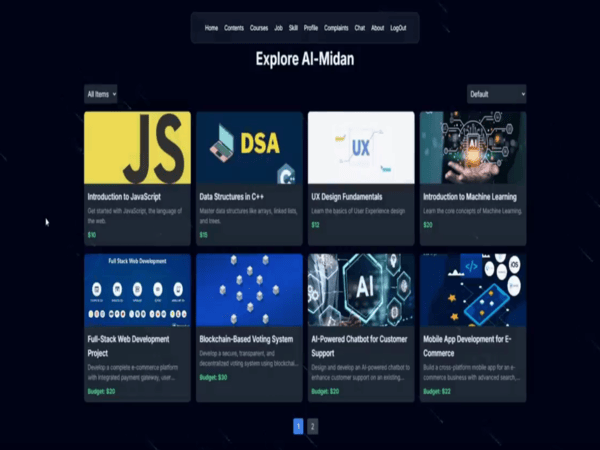 Home Contents Courses Job Skill Profile Complaints Chat About LogOut
Explore Al-Midan
All Items Default
JS
DSA
C++
UX
AI
Introduction to JavaScript
Get started with JavaScript, the language of
the web.
$10
Data Structures in C++
Master data structures like arrays, linked lists,
and trees.
$15
UX Design Fundamentals
Learn the basics of User Experience design
$12
Introduction to Machine Learning
Learn the core concepts of Machine Learning.
$20
Full Stack Web Development
AI
</>
iOS
Full-Stack Web Development
Project
Develop a complete e-commerce platform
with integrated payment gateway, user ...
Budget: $20
Blockchain-Based Voting System
Develop a secure, transparent, and
decentralized voting system using blockchai...
Budget: $30
AI-Powered Chatbot for Customer
Support
Design and develop an AI-powered chatbot to
enhance customer support on an existing...
Budget: $20
Mobile App Development for E-
Commerce
Build a cross-platform mobile app for an e-
commerce business with advanced search, ...
Budget: $22
1 2